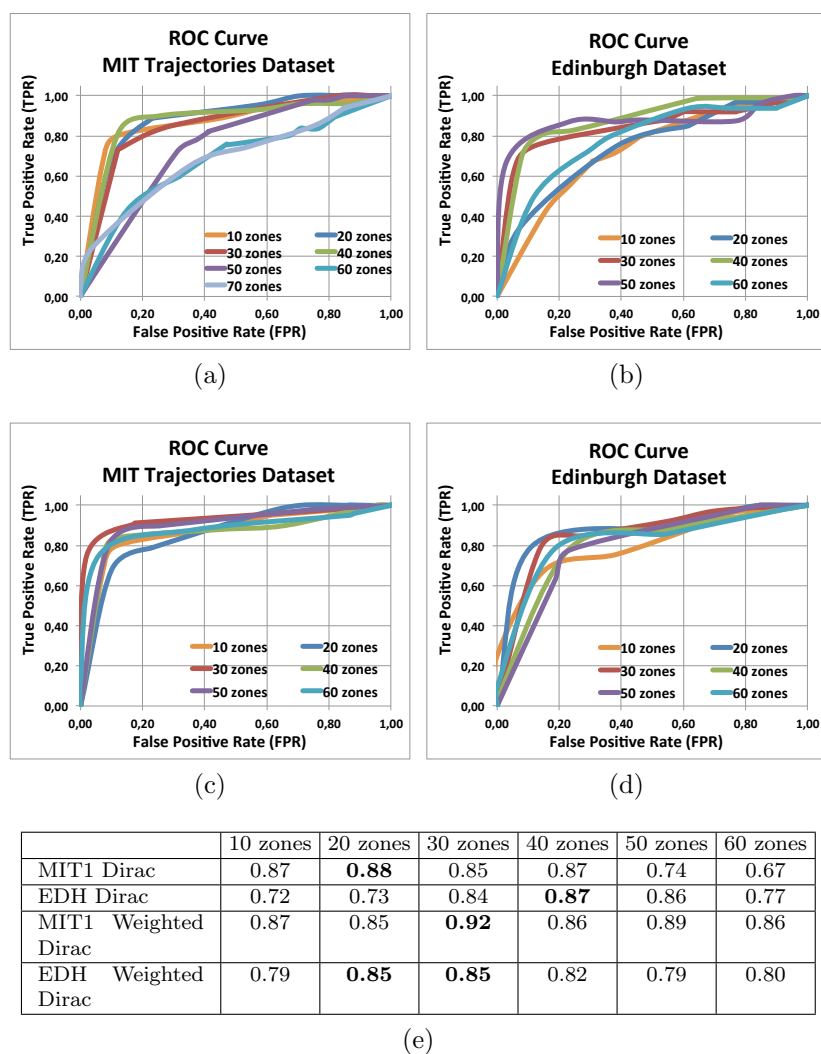 ROC Curve
MIT Trajectories Dataset
True Positive Rate (TPR)
1,00
0,80
0,60
0,40
0,20
0,00
10 zones 20 zones
30 zones 40 zones
50 zones 60 zones
70 zones
0,00 0,20 0,40 0,60 0,80 1,00
False Positive Rate (FPR)
(a)
ROC Curve
Edinburgh Dataset
True Positive Rate (TPR)
1,00
0,80
0,60
0,40
0,20
0,00
10 zones 20 zones
30 zones 40 zones
50 zones 60 zones
0,00 0,20 0,40 0,60 0,80 1,00
False Positive Rate (FPR)
(b)
ROC Curve
MIT Trajectories Dataset
True Positive Rate (TPR)
1,00
0,80
0,60
0,40
0,20
0,00
10 zones 20 zones
30 zones 40 zones
50 zones 60 zones
0,00 0,20 0,40 0,60 0,80 1,00
False Positive Rate (FPR)
(c)
ROC Curve
Edinburgh Dataset
True Positive Rate (TPR)
1,00
0,80
0,60
0,40
0,20
0,00
10 zones 20 zones
30 zones 40 zones
50 zones 60 zones
0,00 0,20 0,40 0,60 0,80 1,00
False Positive Rate (FPR)
(d)
10 zones 20 zones 30 zones 40 zones 50 zones 60 zones
MIT1 Dirac 0.87 0.88 0.85 0.87 0.74 0.67
EDH Dirac 0.72 0.73 0.84 0.87 0.86 0.77
MIT1 Weighted 0.87 0.85 0.92 0.86 0.89 0.86
Dirac
EDH Weighted 0.79 0.85 0.85 0.82 0.79 0.80
Dirac
(e)